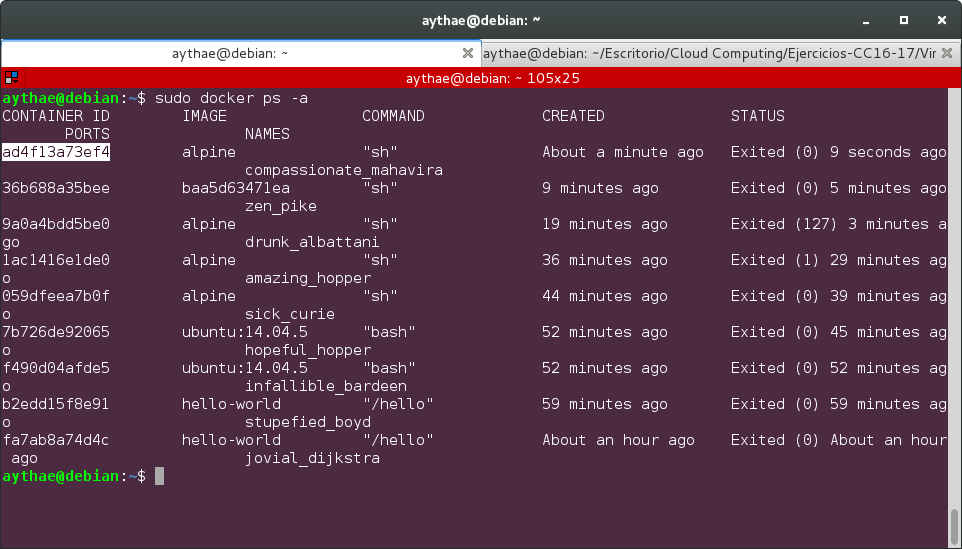 aythae@debian: ~
aythae@debian: ~
aythae@debian: ~/Escritorio/Cloud Computing/Ejercicios-CC16-17/Vir
aythae@debian: ~ 105x25
aythae@debian:~$ sudo docker ps -a
CONTAINER ID        IMAGE               COMMAND             CREATED              STATUS
       PORTS               NAMES
ad4f13a73ef4        alpine              "sh"                About a minute ago   Exited (0) 9 seconds ago
                           compassionate_mahavira
36b688a35bee        baa5d63471ea        "sh"                9 minutes ago        Exited (0) 5 minutes ago
                           zen_pike
9a0a4bdd5be0        alpine              "sh"                19 minutes ago       Exited (127) 3 minutes a
go                         drunk_albattani
1ac1416e1de0        alpine              "sh"                36 minutes ago       Exited (1) 29 minutes ag
o                          amazing_hopper
059dfeea7b0f        alpine              "sh"                44 minutes ago       Exited (0) 39 minutes ag
o                          sick_curie
7b726de92065        ubuntu:14.04.5      "bash"              52 minutes ago       Exited (0) 45 minutes ag
o                          hopeful_hopper
f490d04afde5        ubuntu:14.04.5      "bash"              52 minutes ago       Exited (0) 52 minutes ag
o                          infallible_bardeen
b2edd15f8e91        hello-world         "/hello"            59 minutes ago       Exited (0) 59 minutes ag
o                          stupefied_boyd
fa7ab8a74d4c        hello-world         "/hello"            About an hour ago    Exited (0) About an hour
 ago                       jovial_dijkstra
aythae@debian:~$